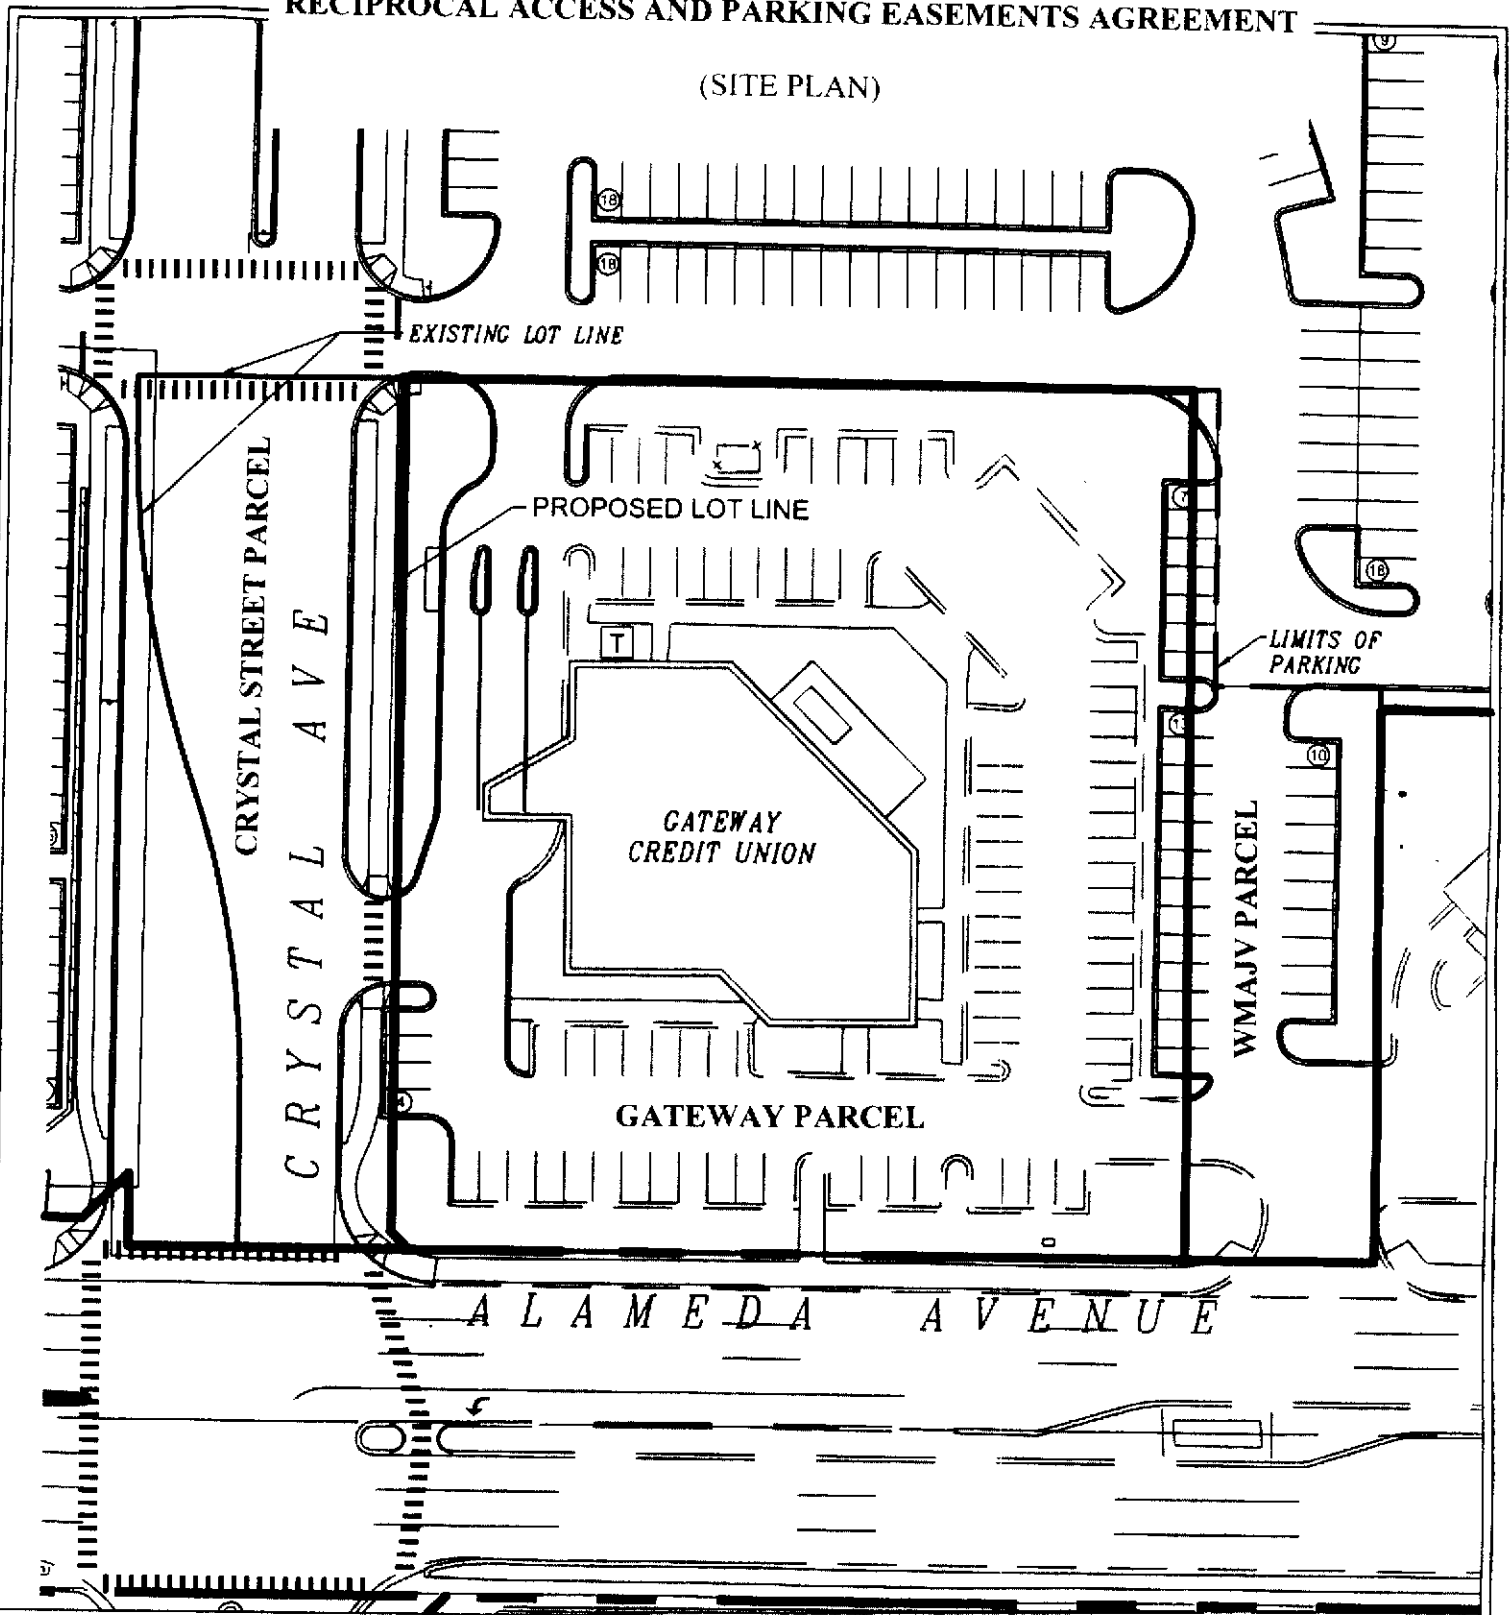 RECIPROCAL ACCESS AND PARKING EASEMENTS AGREEMENT
(SITE PLAN)
9
18
18
EXISTING LOT LINE
PROPOSED LOT LINE
CRYSTAL STREET PARCEL
CRYSTAL AVE
T
7
18
LIMITS OF
PARKING
10
GATEWAY
CREDIT UNION
WMAJV PARCEL
4
GATEWAY PARCEL
ALAMEDA AVENUE